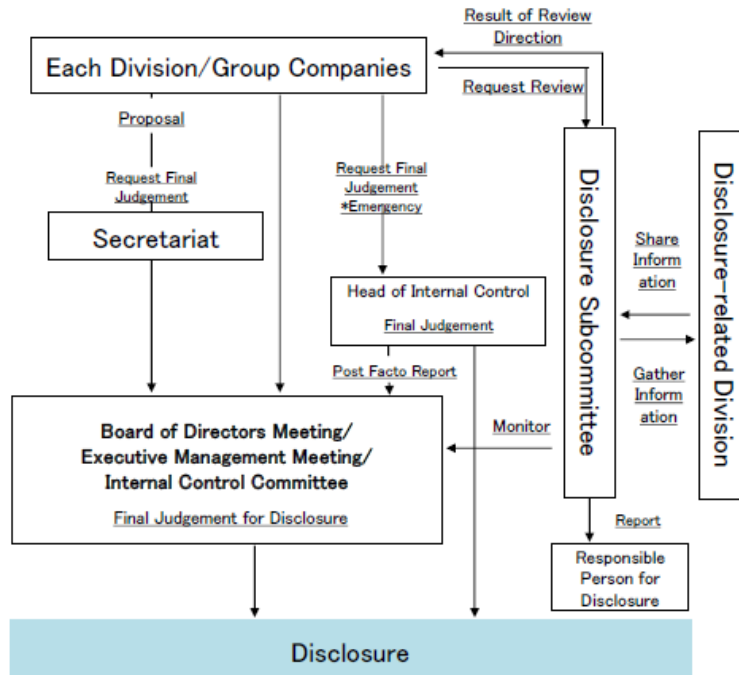 Result of Review
Direction
Each Division/Group Companies
Request Review
Proposal
Request Final
Judgement
Request Final
Judgement
*Emergency
Secretariat
Disclosure Subcommittee
Disclosure-related Division
Share
Inform
ation
Head of Internal Control
Final Judgement
Gather
Inform
ation
Post Facto Report
Board of Directors Meeting/
Executive Management Meeting/
Internal Control Committee
Final Judgement for Disclosure
Monitor
Report
Responsible
Person for
Disclosure
Disclosure